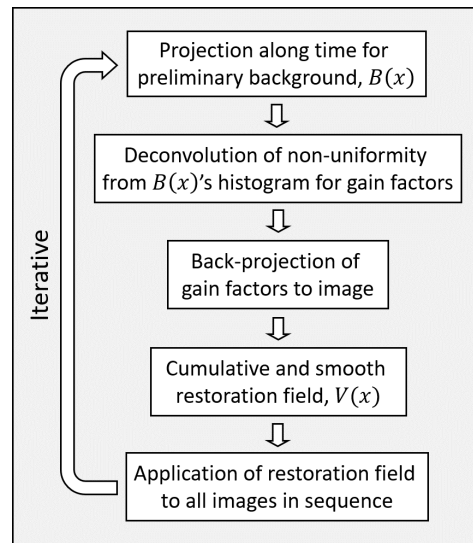 Projection along time for
preliminary background, B(x)
Deconvolution of non-uniformity
from B(x)'s histogram for gain factors
Back-projection of
gain factors to image
Cumulative and smooth
restoration field, V(x)
Application of restoration field
to all images in sequence
Iterative